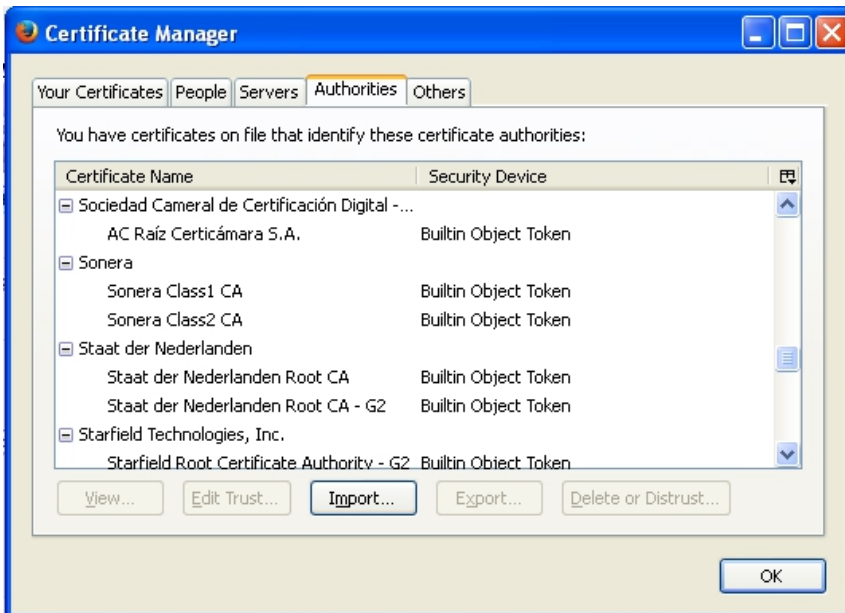 Certificate Manager
Your Certificates People Servers Authorities Others
You have certificates on file that identify these certificate authorities:
Certificate Name Security Device
Sociedad Cameral de Certificación Digital -...
AC Raíz Certicámara S.A. Builtin Object Token
Sonera
Sonera Class1 CA Builtin Object Token
Sonera Class2 CA Builtin Object Token
Staat der Nederlanden
Staat der Nederlanden Root CA Builtin Object Token
Staat der Nederlanden Root CA - G2 Builtin Object Token
Starfield Technologies, Inc.
Starfield Root Certificate Authority - G2 Builtin Object Token
View... Edit Trust... Import... Export... Delete or Distrust...
OK